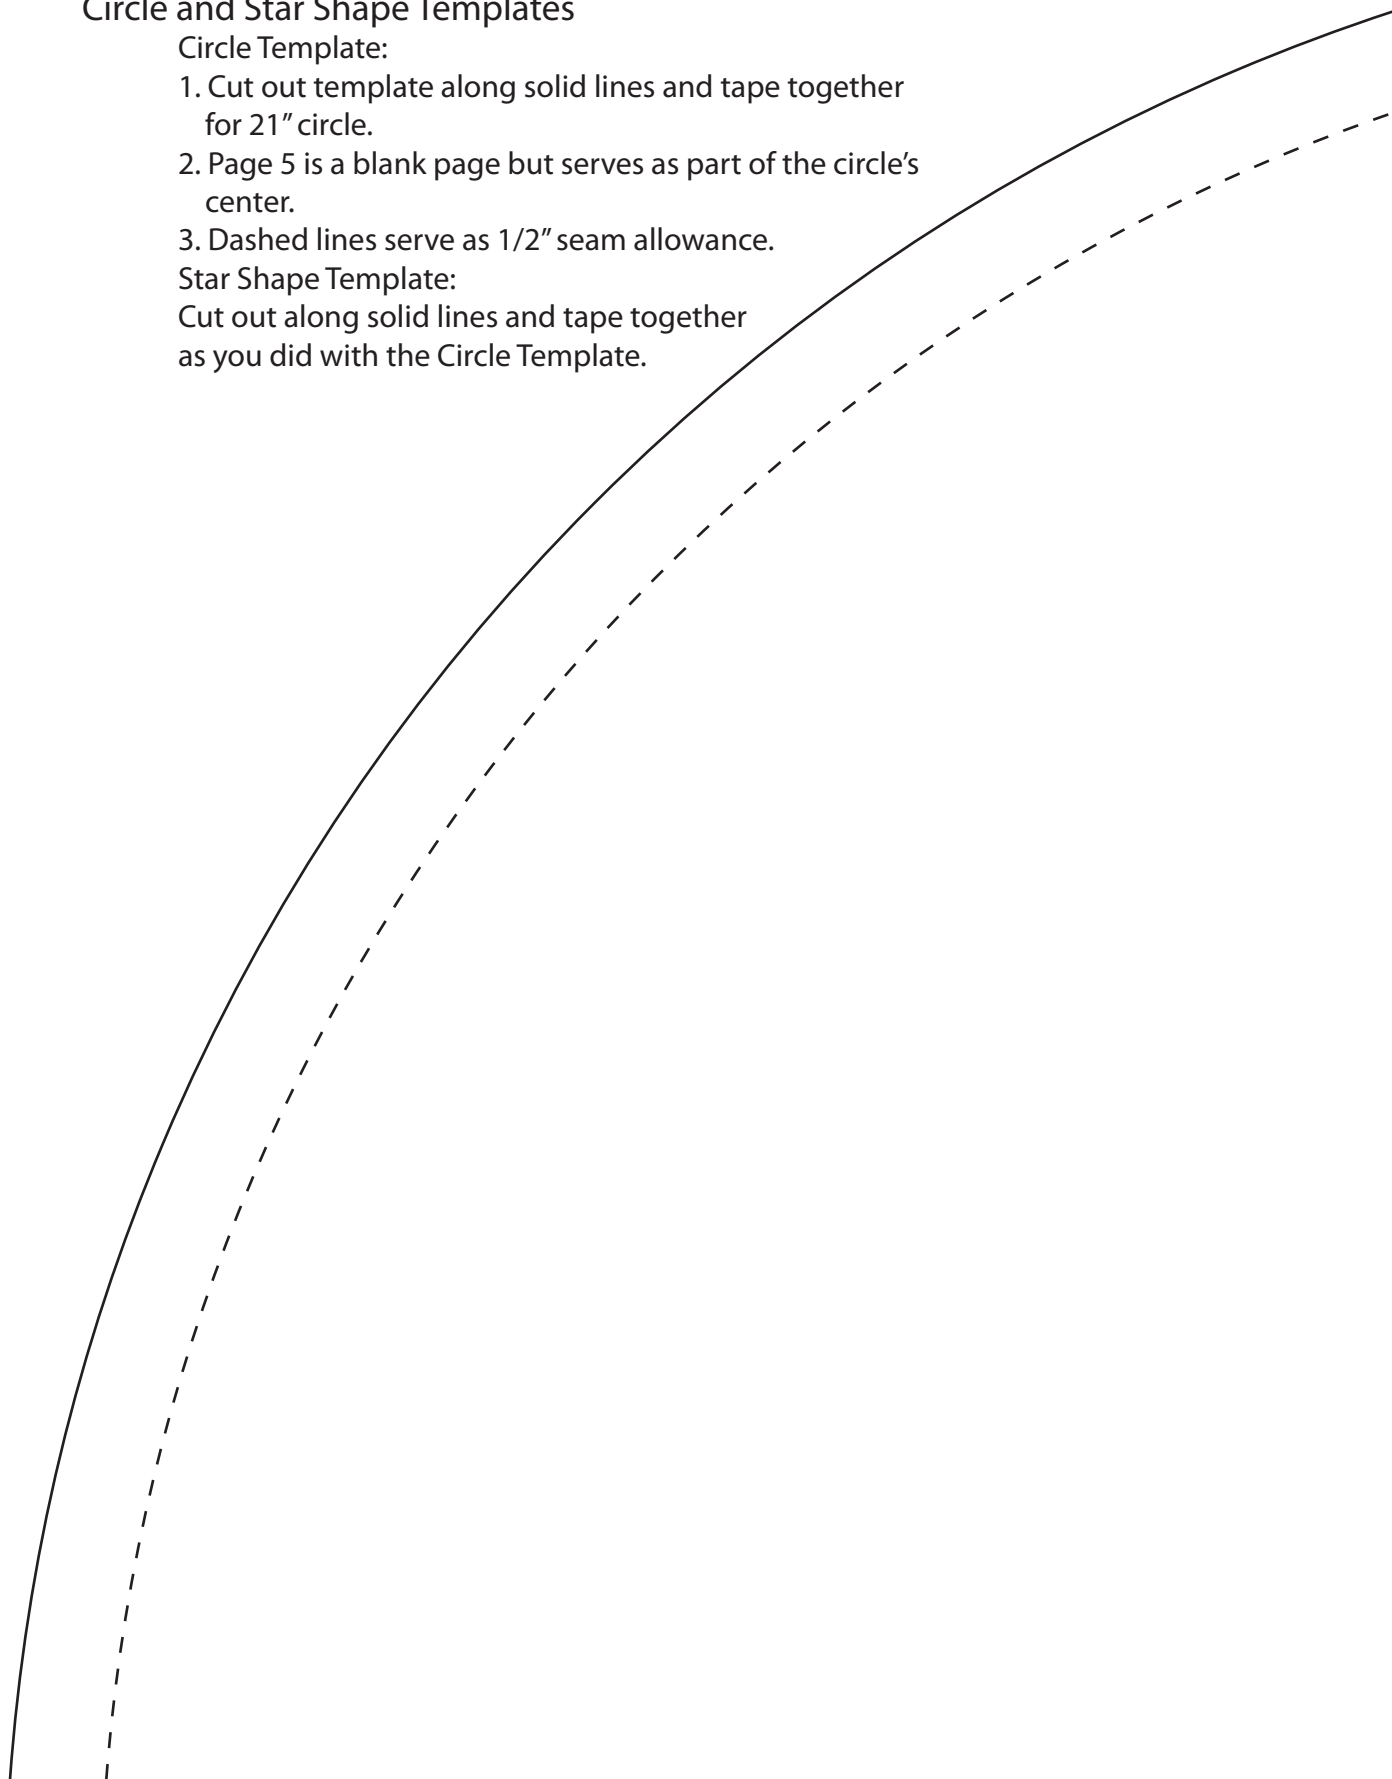 Circle and Star Shape Templates
Circle Template:
1. Cut out template along solid lines and tape together
for 21” circle.
2. Page 5 is a blank page but serves as part of the circle’s
center.
3. Dashed lines serve as 1/2” seam allowance.
Star Shape Template:
Cut out along solid lines and tape together
as you did with the Circle Template.